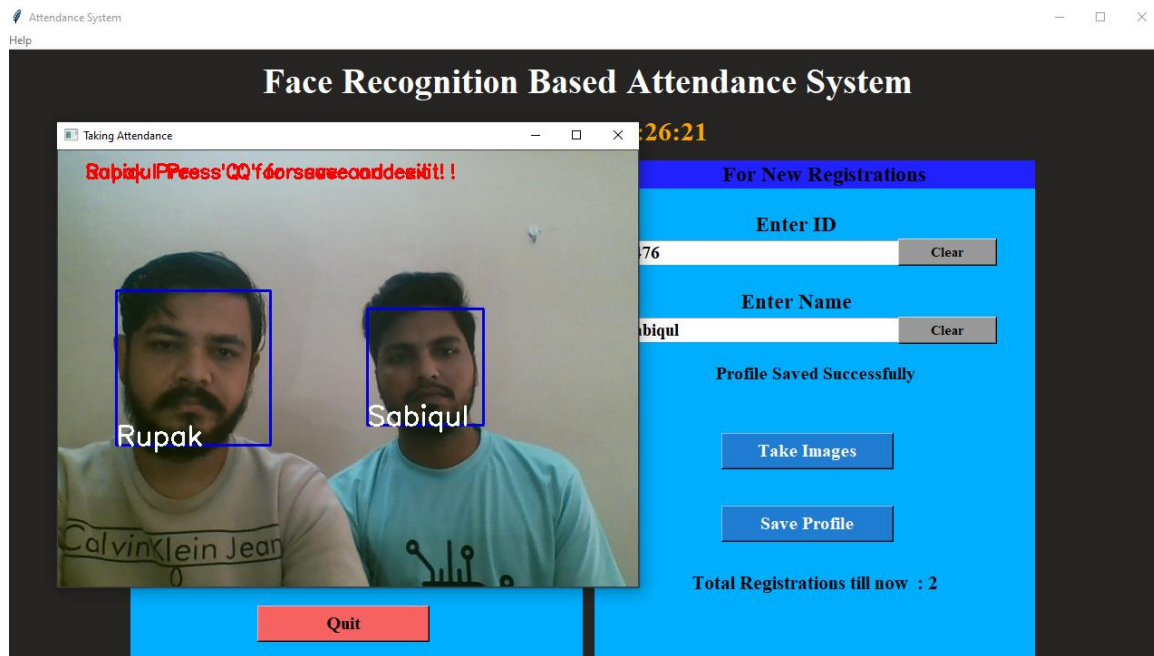 Attendance System
Help
Face Recognition Based Attendance System
:26:21
Taking Attendance
For New Registrations
Enter ID
476
Clear
Enter Name
abiqul
Clear
Profile Saved Successfully
Rupak
Sabiqul
Take Images
Save Profile
Calvin Klein Jean
Total Registrations till now : 2
Quit